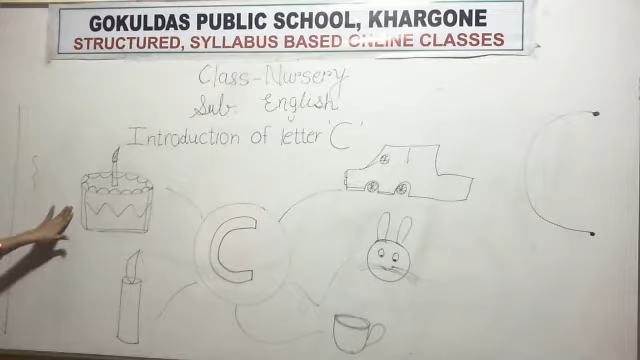 GOKULDAS PUBLIC SCHOOL, KHARGONE
STRUCTURED, SYLLABUS BASED ONLINE CLASSES
Class-Nursery
Sub. English
Introduction of letter 'C'
C